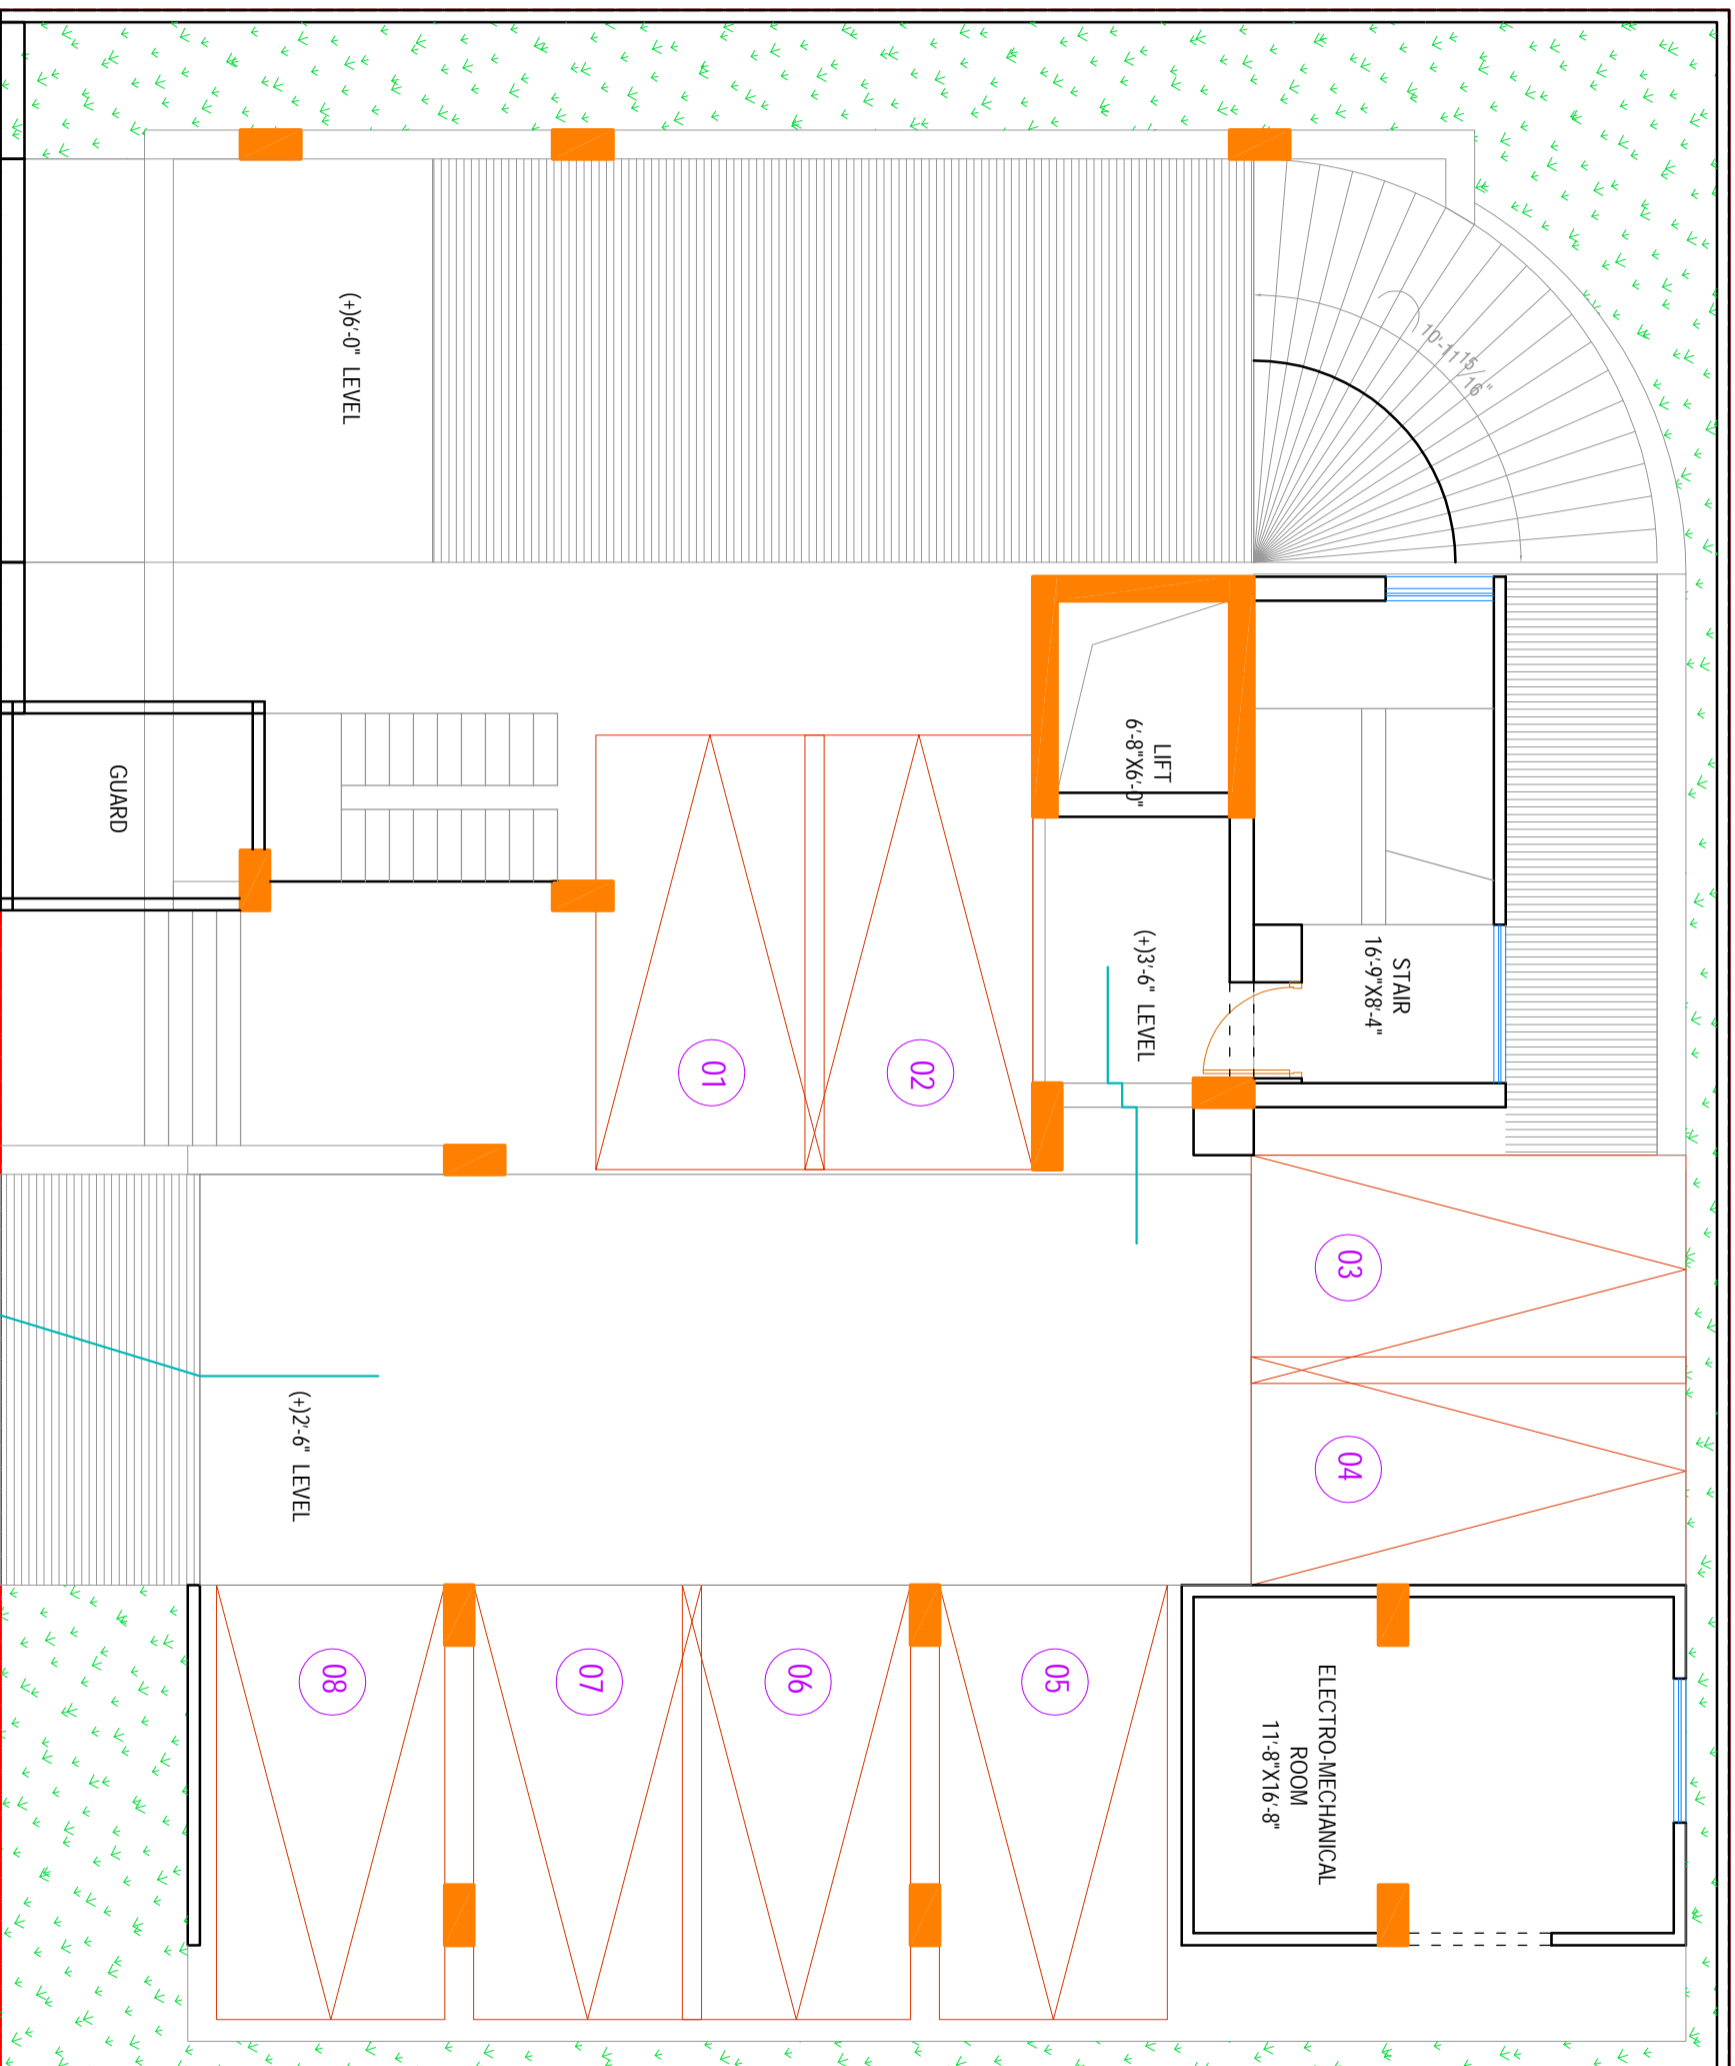 10'-11 15/16"
(+)6'-0" LEVEL
LIFT
6'-8"X6'-0"
GUARD
STAIR
16'-9"X8'-4"
(+)3'-6" LEVEL
01
02
03
04
(+)2'-6" LEVEL
08
07
06
05
ELECTRO-MECHANICAL
ROOM
11'-8"X16'-8"